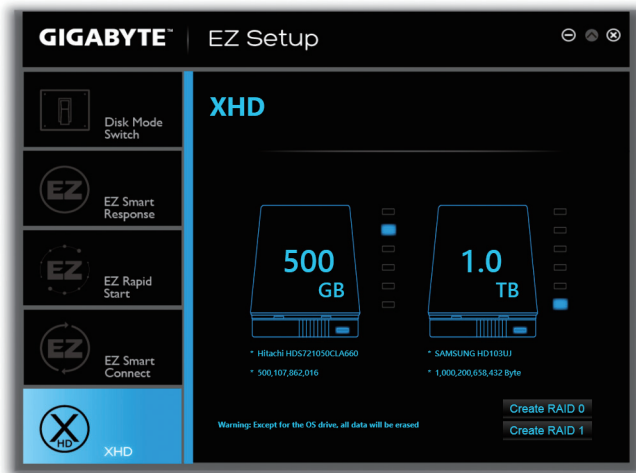 GIGABYTE™ EZ Setup
XHD
Disk Mode
Switch
EZ
EZ Smart
Response
EZ
EZ Rapid
Start
EZ
EZ Smart
Connect
X
HD
XHD
500
GB
1.0
TB
* Hitachi HDS721050CLA660
* 500,107,862,016
* SAMSUNG HD103UJ
* 1,000,200,658,432 Byte
Warning: Except for the OS drive, all data will be erased
Create RAID 0
Create RAID 1